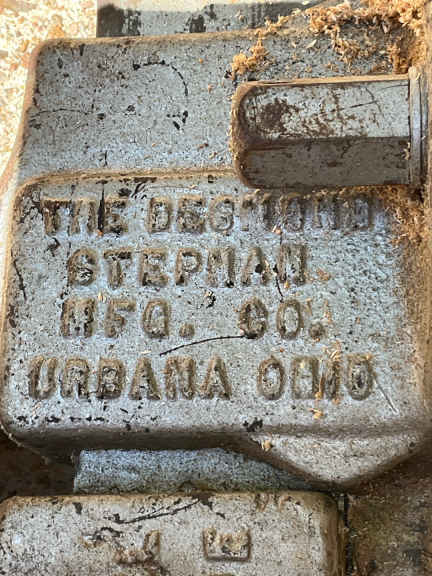 THE DESMOND
STEPHAN
MFG. CO.
URBANA OHIO